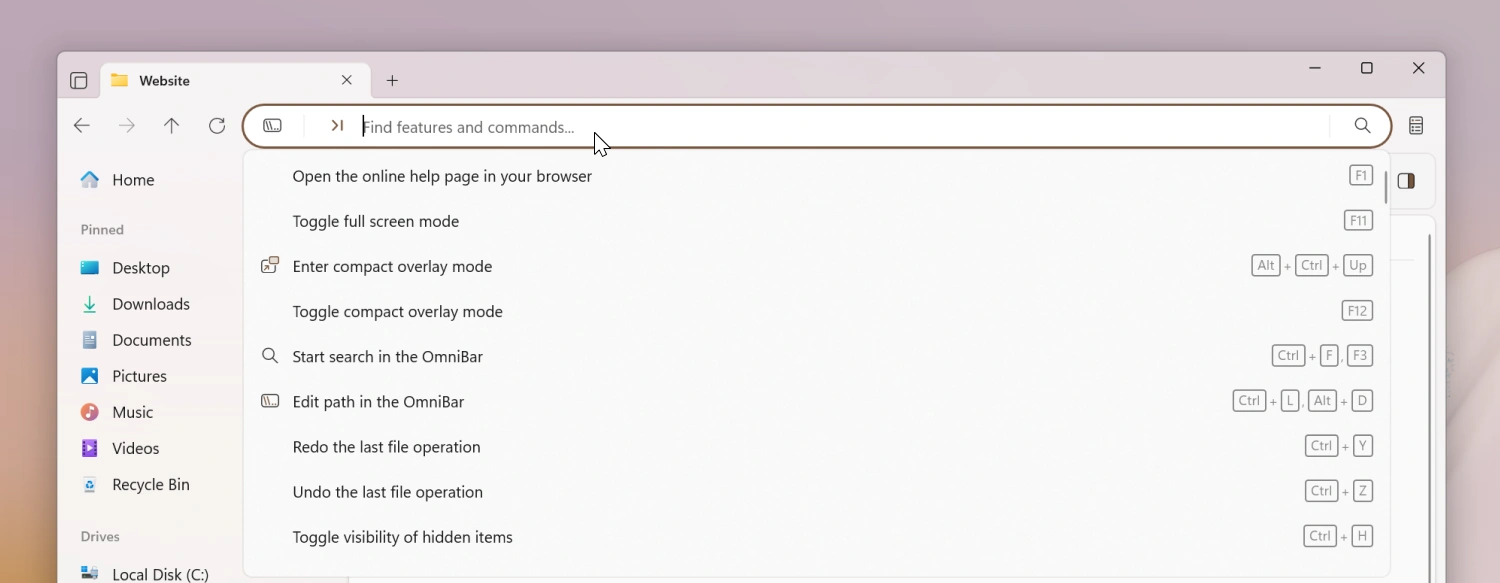 Website
Find features and commands...
Home
Pinned
Desktop
Downloads
Documents
Pictures
Music
Videos
Recycle Bin
Drives
Local Disk (C:)
Open the online help page in your browser F1
Toggle full screen mode F11
Enter compact overlay mode Alt + Ctrl + Up
Toggle compact overlay mode F12
Start search in the OmniBar Ctrl + F, F3
Edit path in the OmniBar Ctrl + L, Alt + D
Redo the last file operation Ctrl + Y
Undo the last file operation Ctrl + Z
Toggle visibility of hidden items Ctrl + H